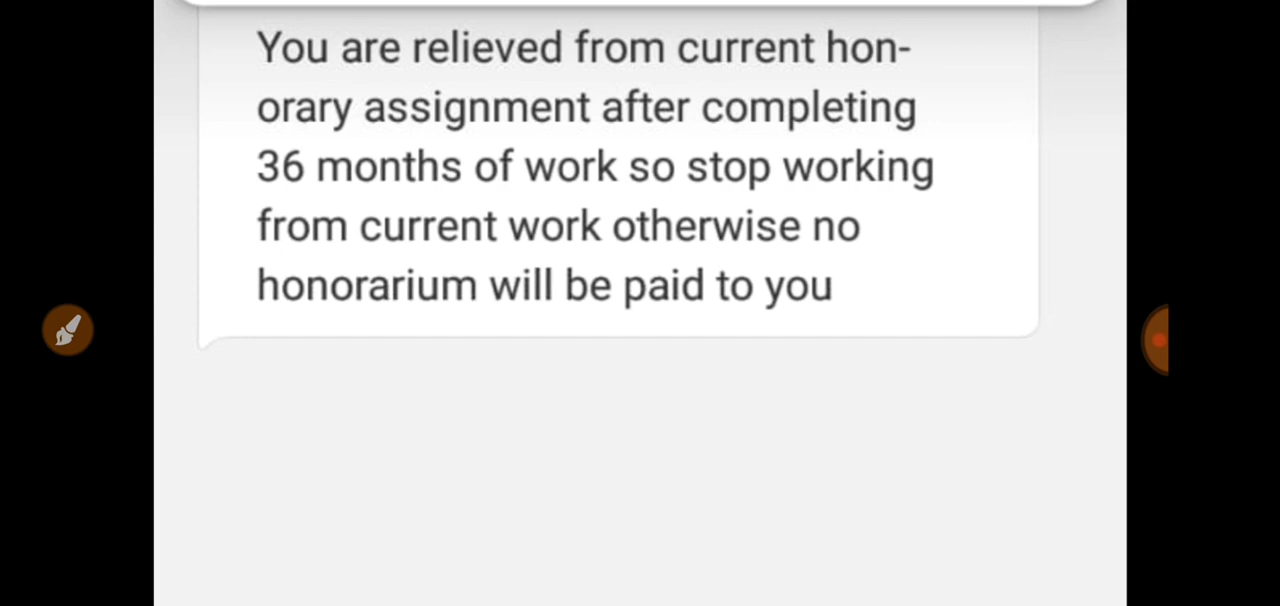 You are relieved from current hon-
orary assignment after completing
36 months of work so stop working
from current work otherwise no
honorarium will be paid to you